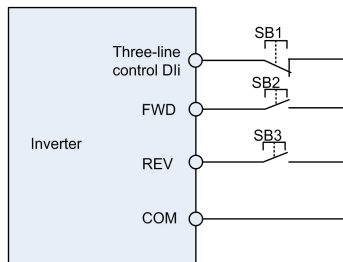 SB1
Three-line
control DIi
SB2
FWD
SB3
Inverter
REV
COM